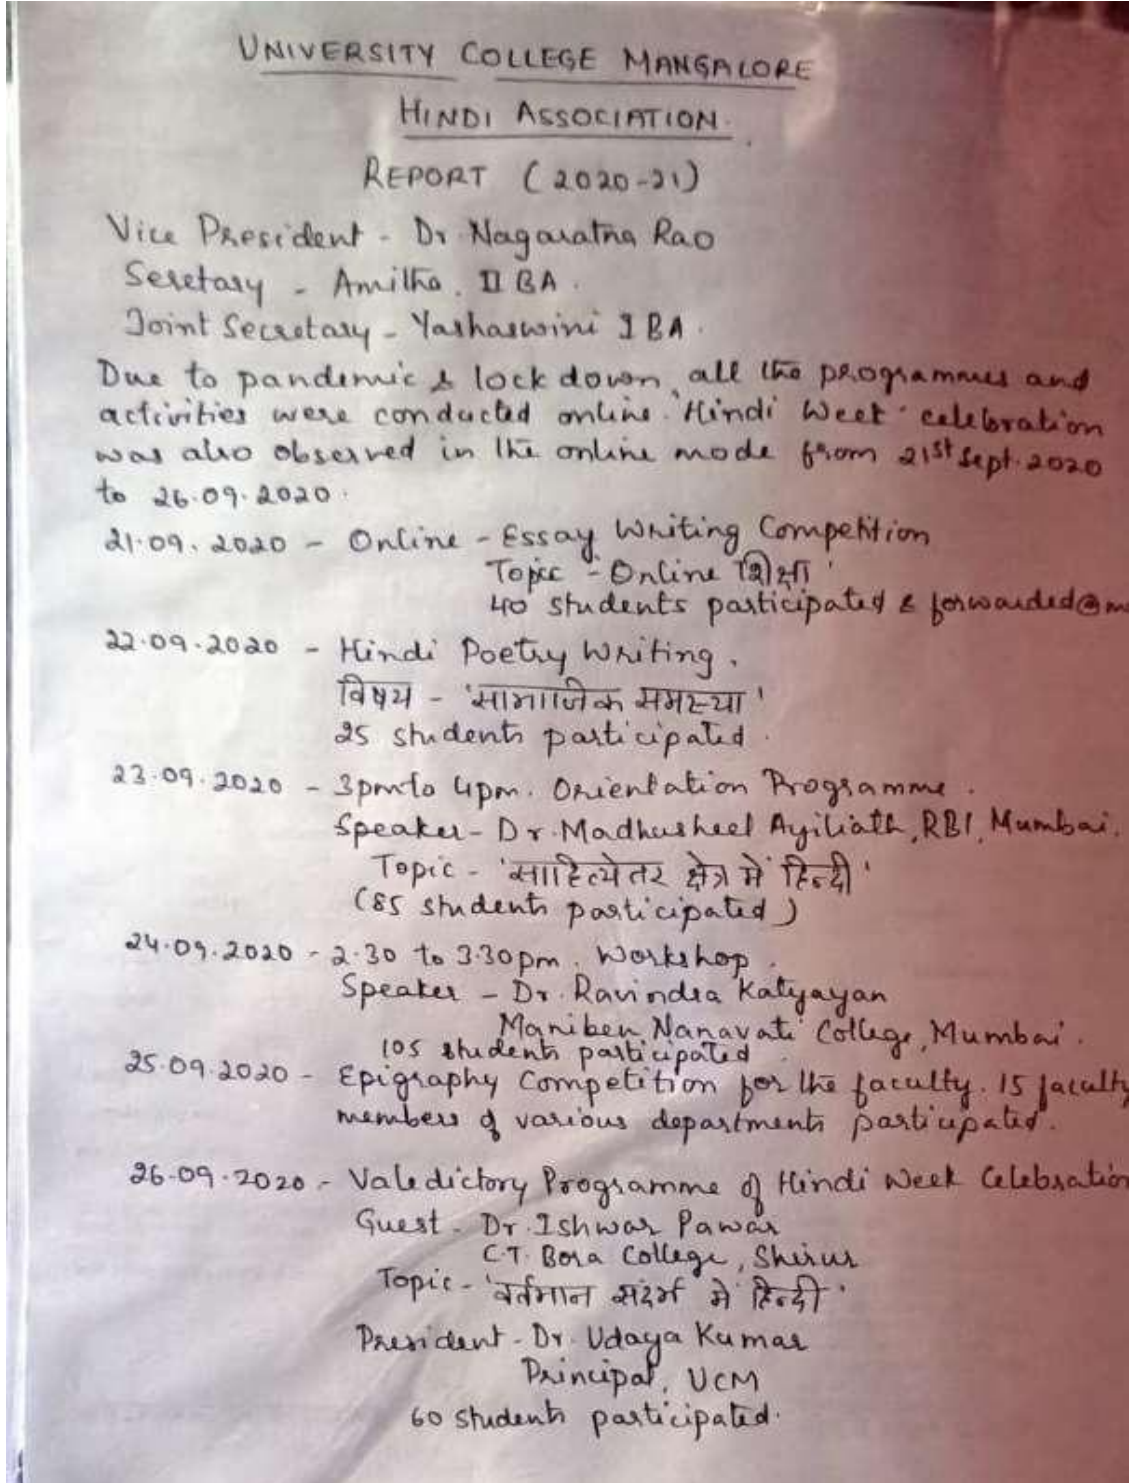 UNIVERSITY COLLEGE MANGALORE
HINDI ASSOCIATION.
REPORT (2020-21)
Vice President - Dr Nagaratna Rao
Seretary - Amitha. II BA.
Joint Secretary - Yashaswini I BA.
Due to pandemic & lock down, all the programmes and
activities were conducted online. 'Hindi Week' celebration
was also observed in the online mode from 21st Sept. 2020
to 26.09.2020.
21.09.2020 - Online - Essay Writing Competition
Topic - 'Online शिक्षा'
40 students participated & forwarded
22.09.2020 - Hindi Poetry Writing.
विषय - 'सामाजिक समस्या'
25 students participated.
23.09.2020 - 3pm to 4pm. Orientation Programme.
Speaker - Dr. Madhusheel Ayiliath, RBI, Mumbai.
Topic - 'साहित्येतर क्षेत्र में हिन्दी'
(85 students participated)
24.09.2020 - 2.30 to 3.30pm. Workshop.
Speaker - Dr. Ravindra Katyayan
Maniben Nanavati College, Mumbai.
105 students participated.
25.09.2020 - Epigraphy Competition for the faculty. 15 faculty
members of various departments participated.
26-09-2020 - Valedictory Programme of Hindi Week Celebration
Guest - Dr. Ishwar Pawar
C.T. Bora College, Shirur
Topic - 'वर्तमान संदर्भ में हिन्दी'
President - Dr. Udaya Kumar
Principal, UCM
60 students participated.